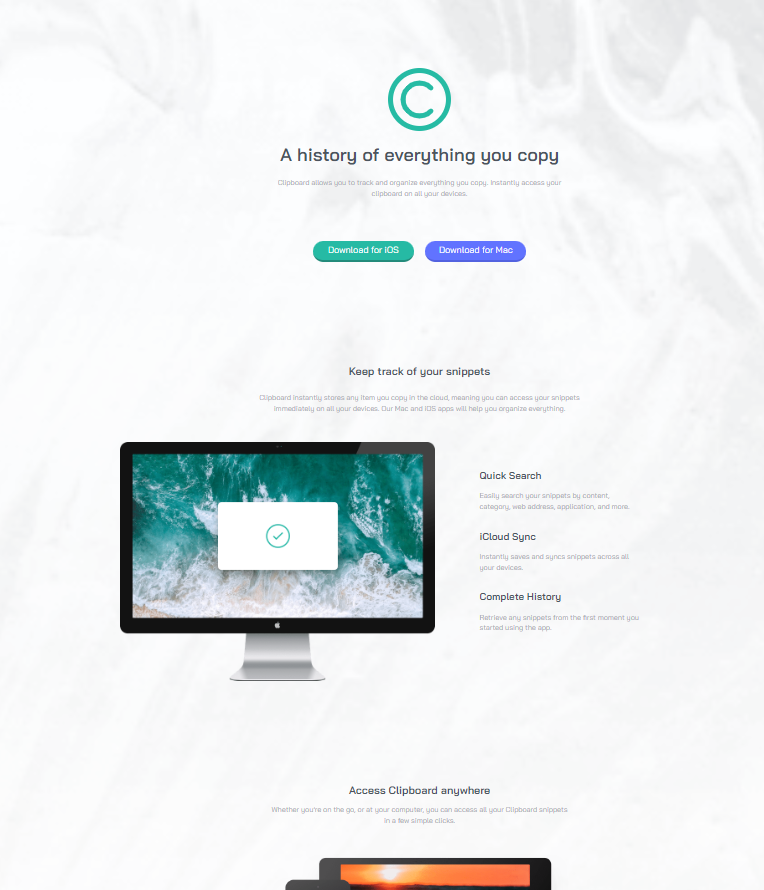 A history of everything you copy
Clipboard allows you to track and organize everything you copy. Instantly access your
clipboard on all your devices.
Download for iOS
Download for Mac
Keep track of your snippets
Clipboard instantly stores any item you copy in the cloud, meaning you can access your snippets
immediately on all your devices. Our Mac and iOS apps will help you organize everything.
Quick Search
Easily search your snippets by content,
category, web address, application, and more.
iCloud Sync
Instantly saves and syncs snippets across all
your devices.
Complete History
Retrieve any snippets from the first moment you
started using the app.
Access Clipboard anywhere
Whether you're on the go, or at your computer, you can access all your Clipboard snippets
in a few simple clicks.